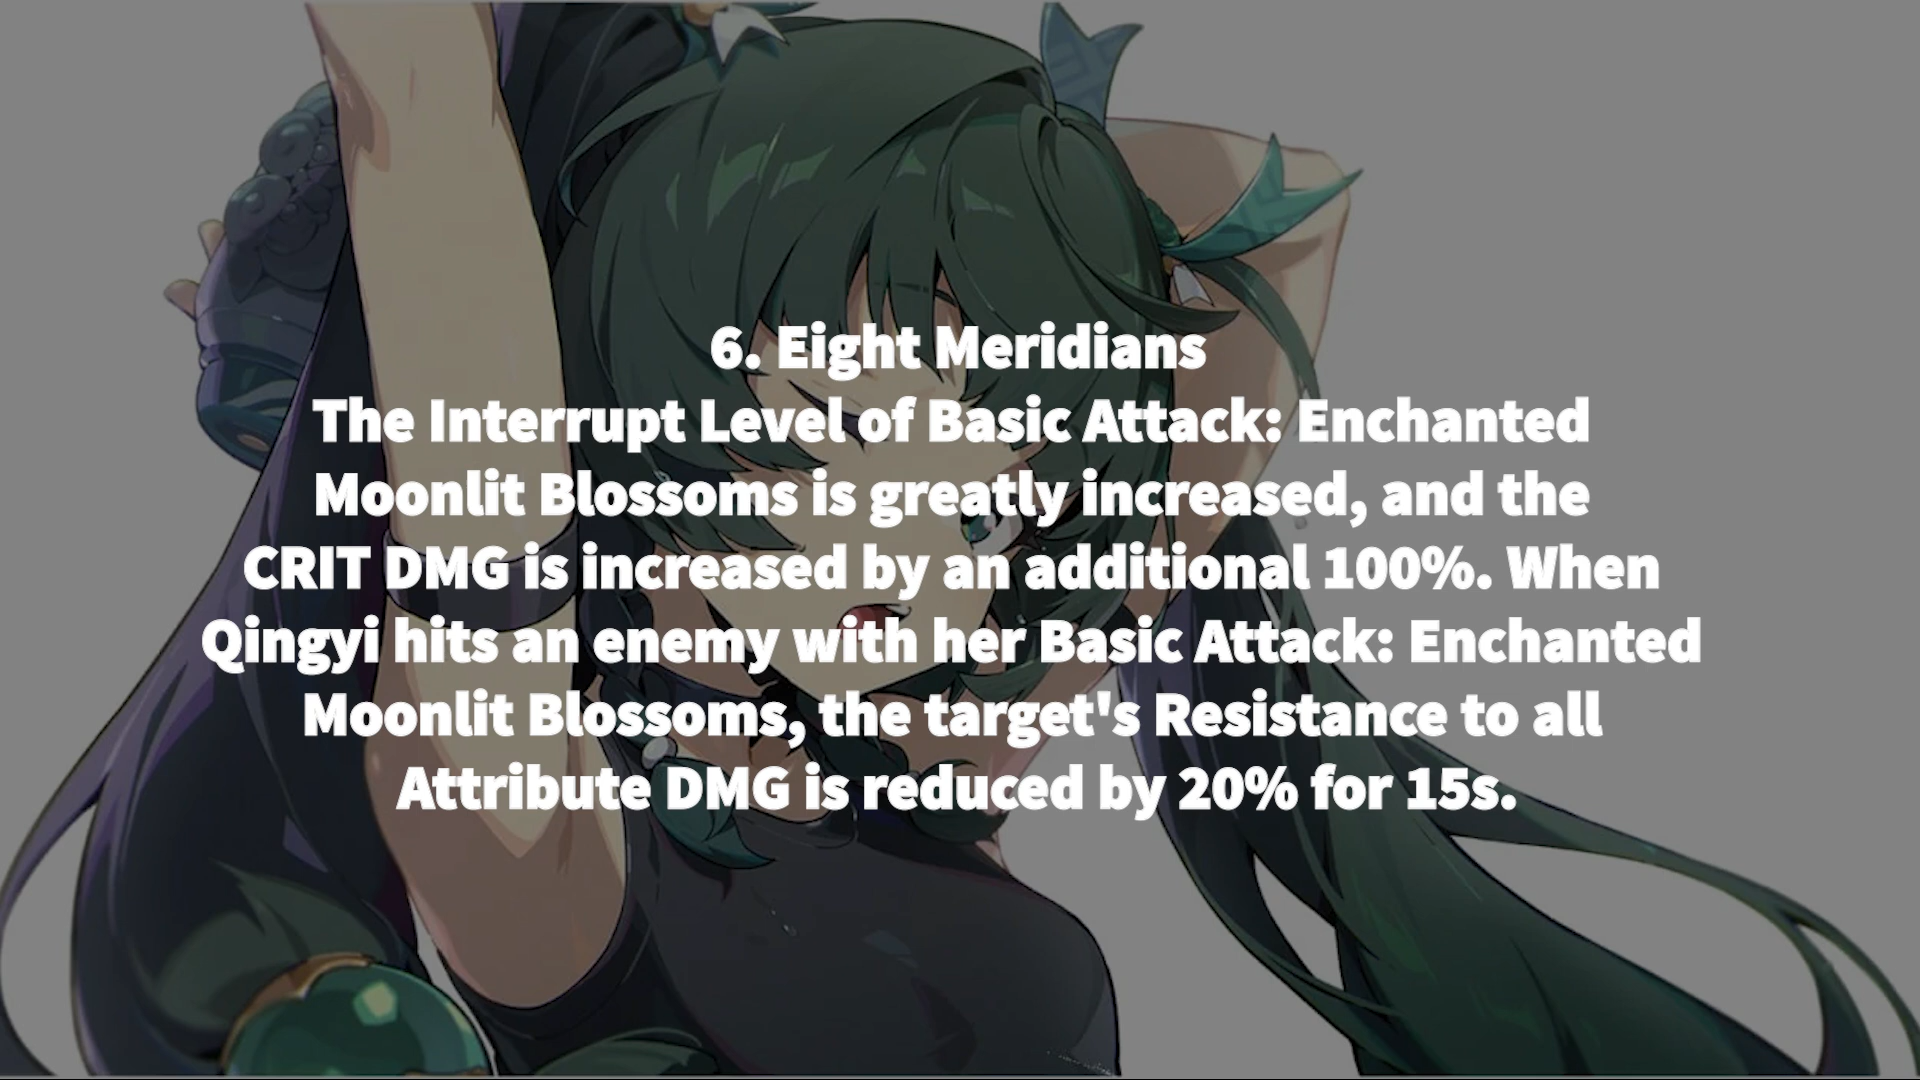 6. Eight Meridians
The Interrupt Level of Basic Attack: Enchanted
Moonlit Blossoms is greatly increased, and the
CRIT DMG is increased by an additional 100%. When
Qingyi hits an enemy with her Basic Attack: Enchanted
Moonlit Blossoms, the target's Resistance to all
Attribute DMG is reduced by 20% for 15s.